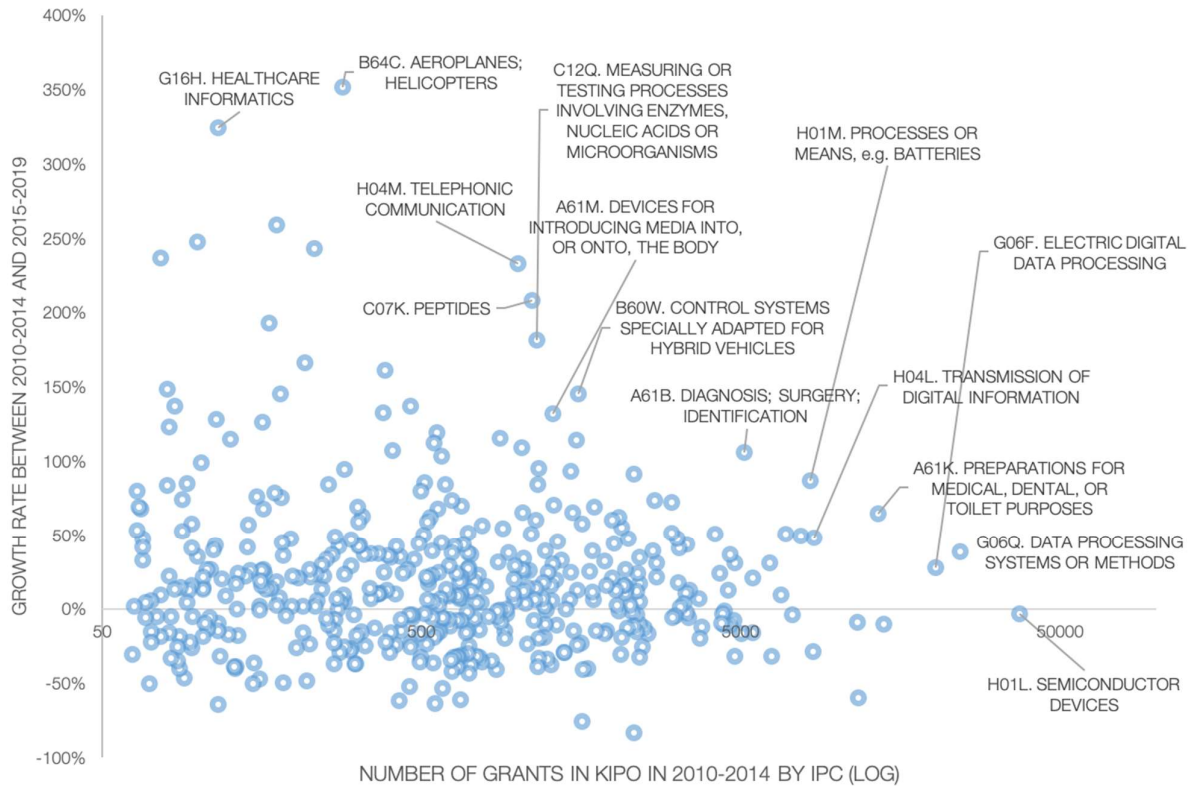 400%
350%
300%
250%
200%
150%
100%
50%
0%
-50%
-100%
GROWTH RATE BETWEEN 2010-2014 AND 2015-2019
G16H. HEALTHCARE
INFORMATICS
B64C. AEROPLANES;
HELICOPTERS
C12Q. MEASURING OR
TESTING PROCESSES
INVOLVING ENZYMES,
NUCLEIC ACIDS OR
MICROORGANISMS
H01M. PROCESSES OR
MEANS, e.g. BATTERIES
H04M. TELEPHONIC
COMMUNICATION
A61M. DEVICES FOR
INTRODUCING MEDIA INTO,
OR ONTO, THE BODY
G06F. ELECTRIC DIGITAL
DATA PROCESSING
C07K. PEPTIDES
B60W. CONTROL SYSTEMS
SPECIALLY ADAPTED FOR
HYBRID VEHICLES
A61B. DIAGNOSIS; SURGERY;
IDENTIFICATION
H04L. TRANSMISSION OF
DIGITAL INFORMATION
A61K. PREPARATIONS FOR
MEDICAL, DENTAL, OR
TOILET PURPOSES
G06Q. DATA PROCESSING
SYSTEMS OR METHODS
50
500
5000
50000
H01L. SEMICONDUCTOR
DEVICES
NUMBER OF GRANTS IN KIPO IN 2010-2014 BY IPC (LOG)